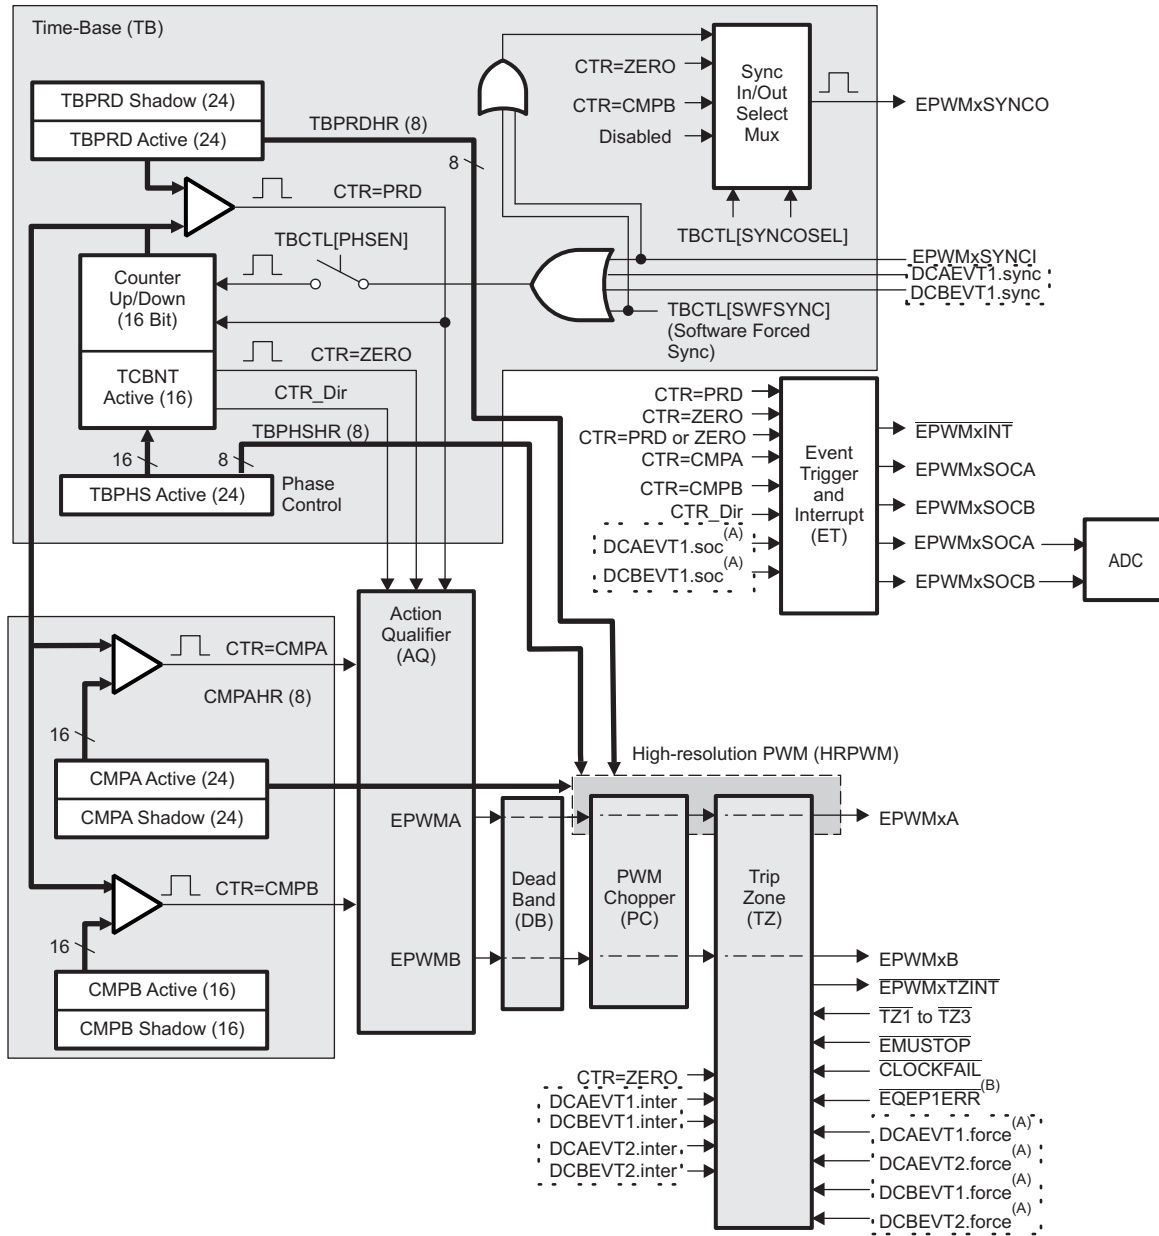 Time-Base (TB)
TBPRD Shadow (24)
TBPRD Active (24)
TBPRDHR (8)
8
CTR=PRD
TBCTL[PHSEN]
Counter
Up/Down
(16 Bit)
TCBNT
Active (16)
CTR=ZERO
CTR_Dir
TBPHSHR (8)
16
8
TBPHS Active (24)
Phase
Control
CTR=ZERO
CTR=CMPB
Disabled
Sync
In/Out
Select
Mux
EPWMxSYNCO
TBCTL[SYNCOSEL]
EPWMxSYNCI
DCAEVT1.sync
DCBEVT1.sync
TBCTL[SWFSYNC]
(Software Forced
Sync)
CTR=PRD
CTR=ZERO
CTR=PRD or ZERO
CTR=CMPA
CTR=CMPB
CTR_Dir
DCAEVT1.soc(A)
DCBEVT1.soc(A)
Event
Trigger
and
Interrupt
(ET)
EPWMxINT
EPWMxSOCA
EPWMxSOCB
EPWMxSOCA
EPWMxSOCB
ADC
Action
Qualifier
(AQ)
CTR=CMPA
CMPAHR (8)
16
CMPA Active (24)
CMPA Shadow (24)
CTR=CMPB
16
CMPB Active (16)
CMPB Shadow (16)
EPWMA
EPWMB
High-resolution PWM (HRPWM)
Dead
Band
(DB)
PWM
Chopper
(PC)
Trip
Zone
(TZ)
EPWMxA
EPWMxB
EPWMxTZINT
TZ1 to TZ3
EMUSTOP
CLOCKFAIL
EQEP1ERR(B)
DCAEVT1.force(A)
DCAEVT2.force(A)
DCBEVT1.force(A)
DCBEVT2.force(A)
CTR=ZERO
DCAEVT1.inter
DCBEVT1.inter
DCAEVT2.inter
DCBEVT2.inter